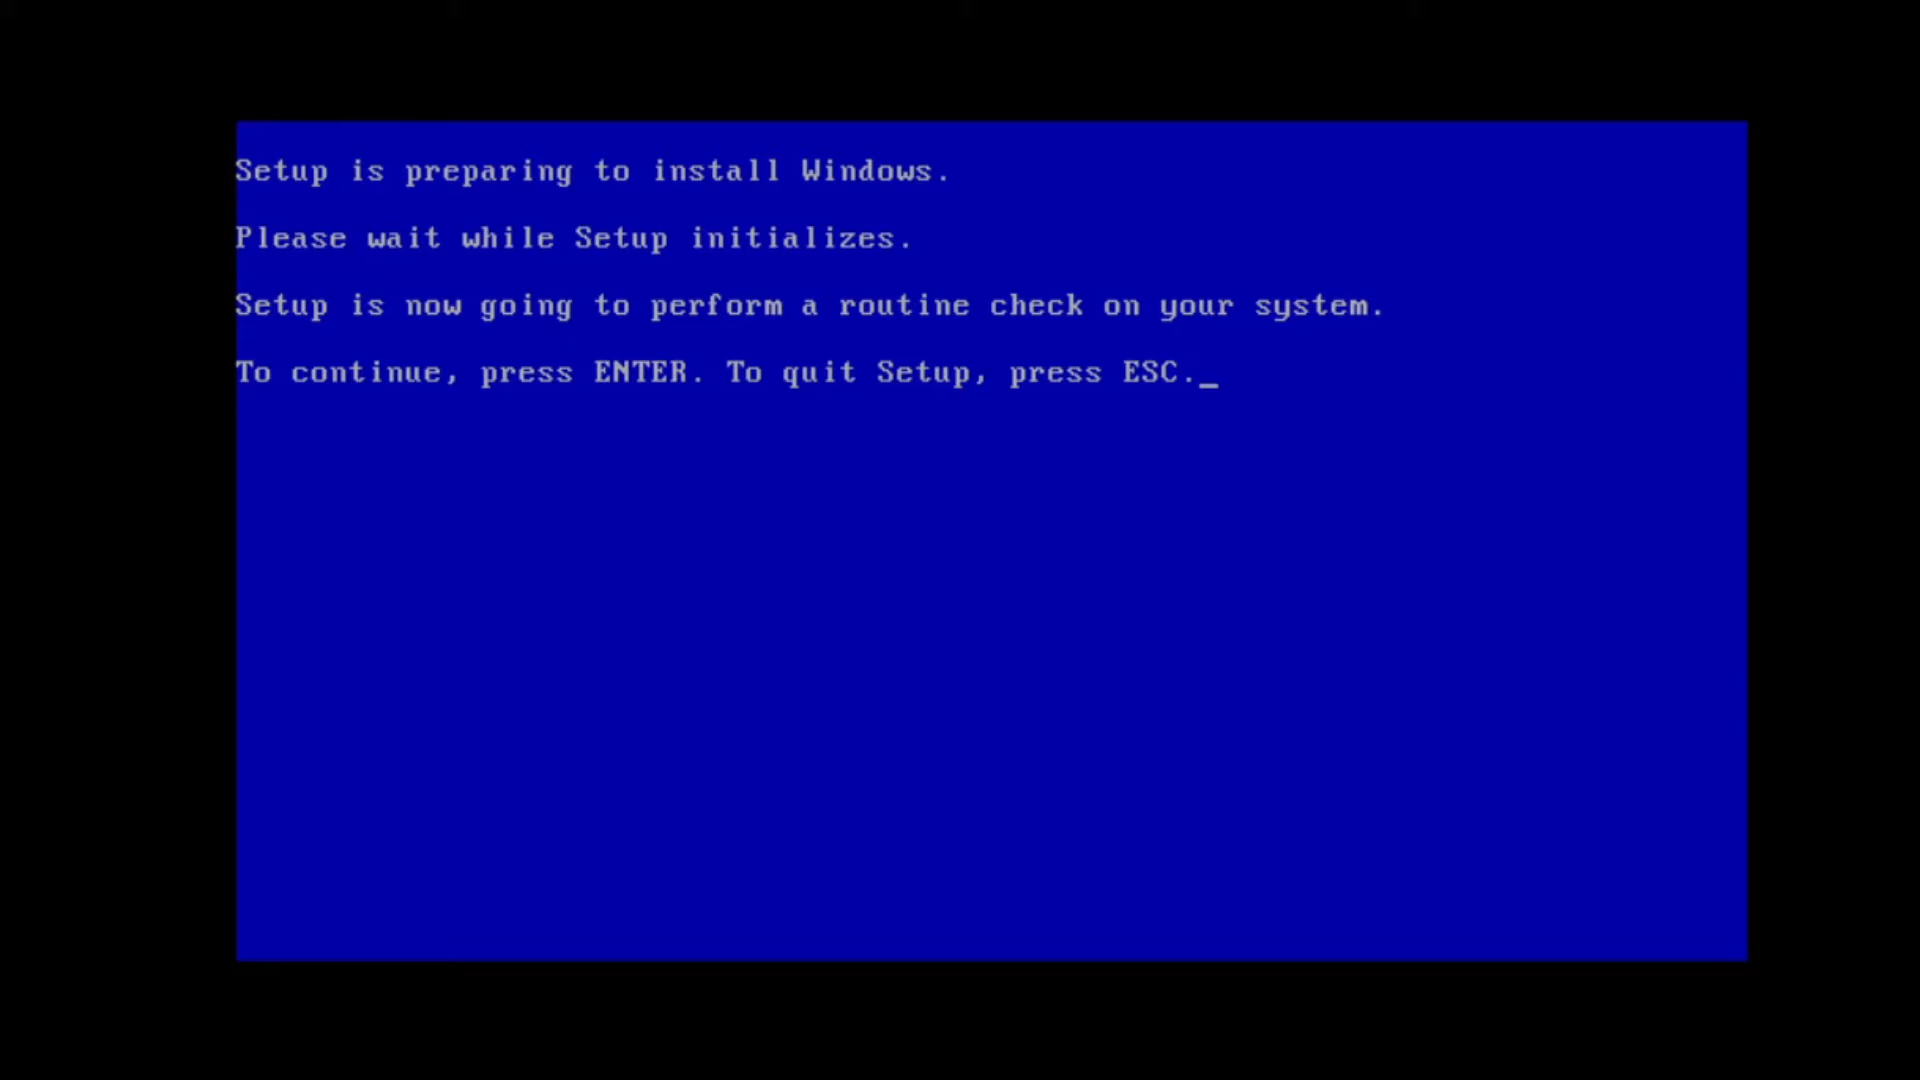 Setup is preparing to install Windows.
Please wait while Setup initializes.
Setup is now going to perform a routine check on your system.
To continue, press ENTER. To quit Setup, press ESC._